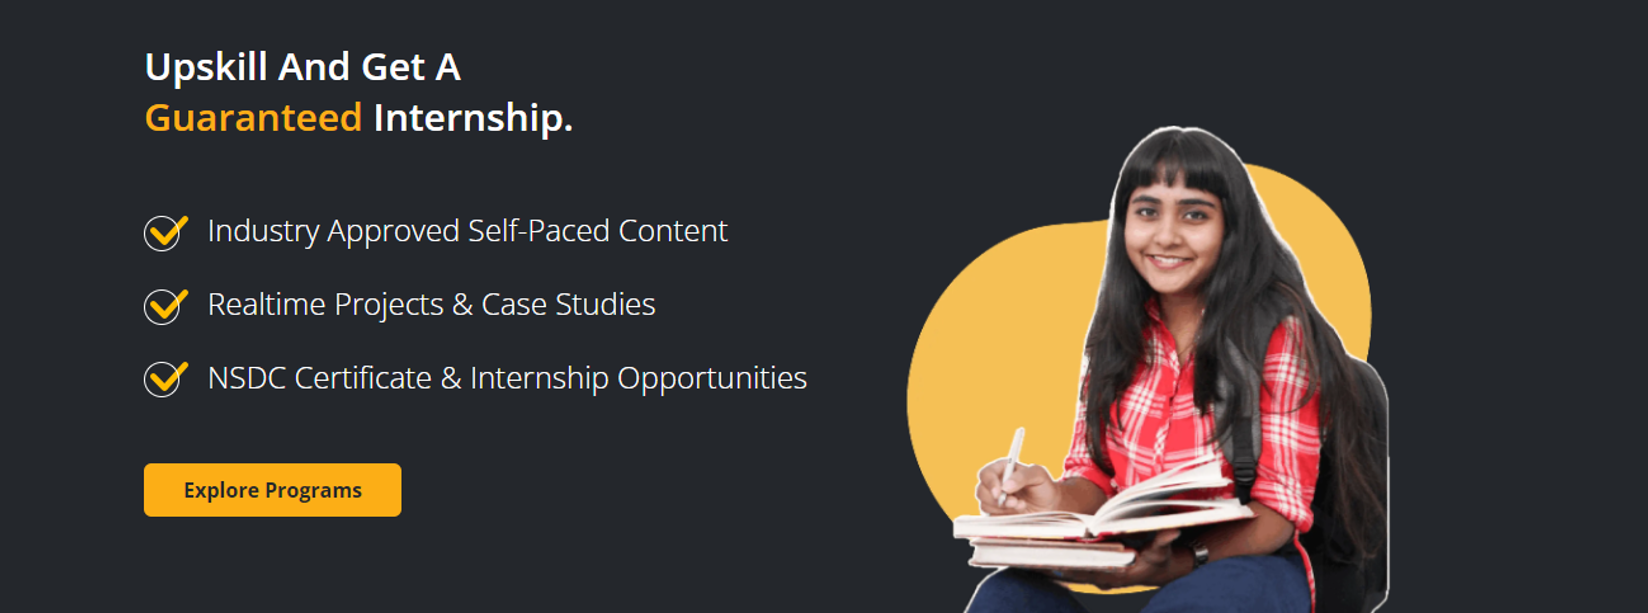 Upskill And Get A
Guaranteed Internship.
Industry Approved Self-Paced Content
Realtime Projects & Case Studies
NSDC Certificate & Internship Opportunities
Explore Programs